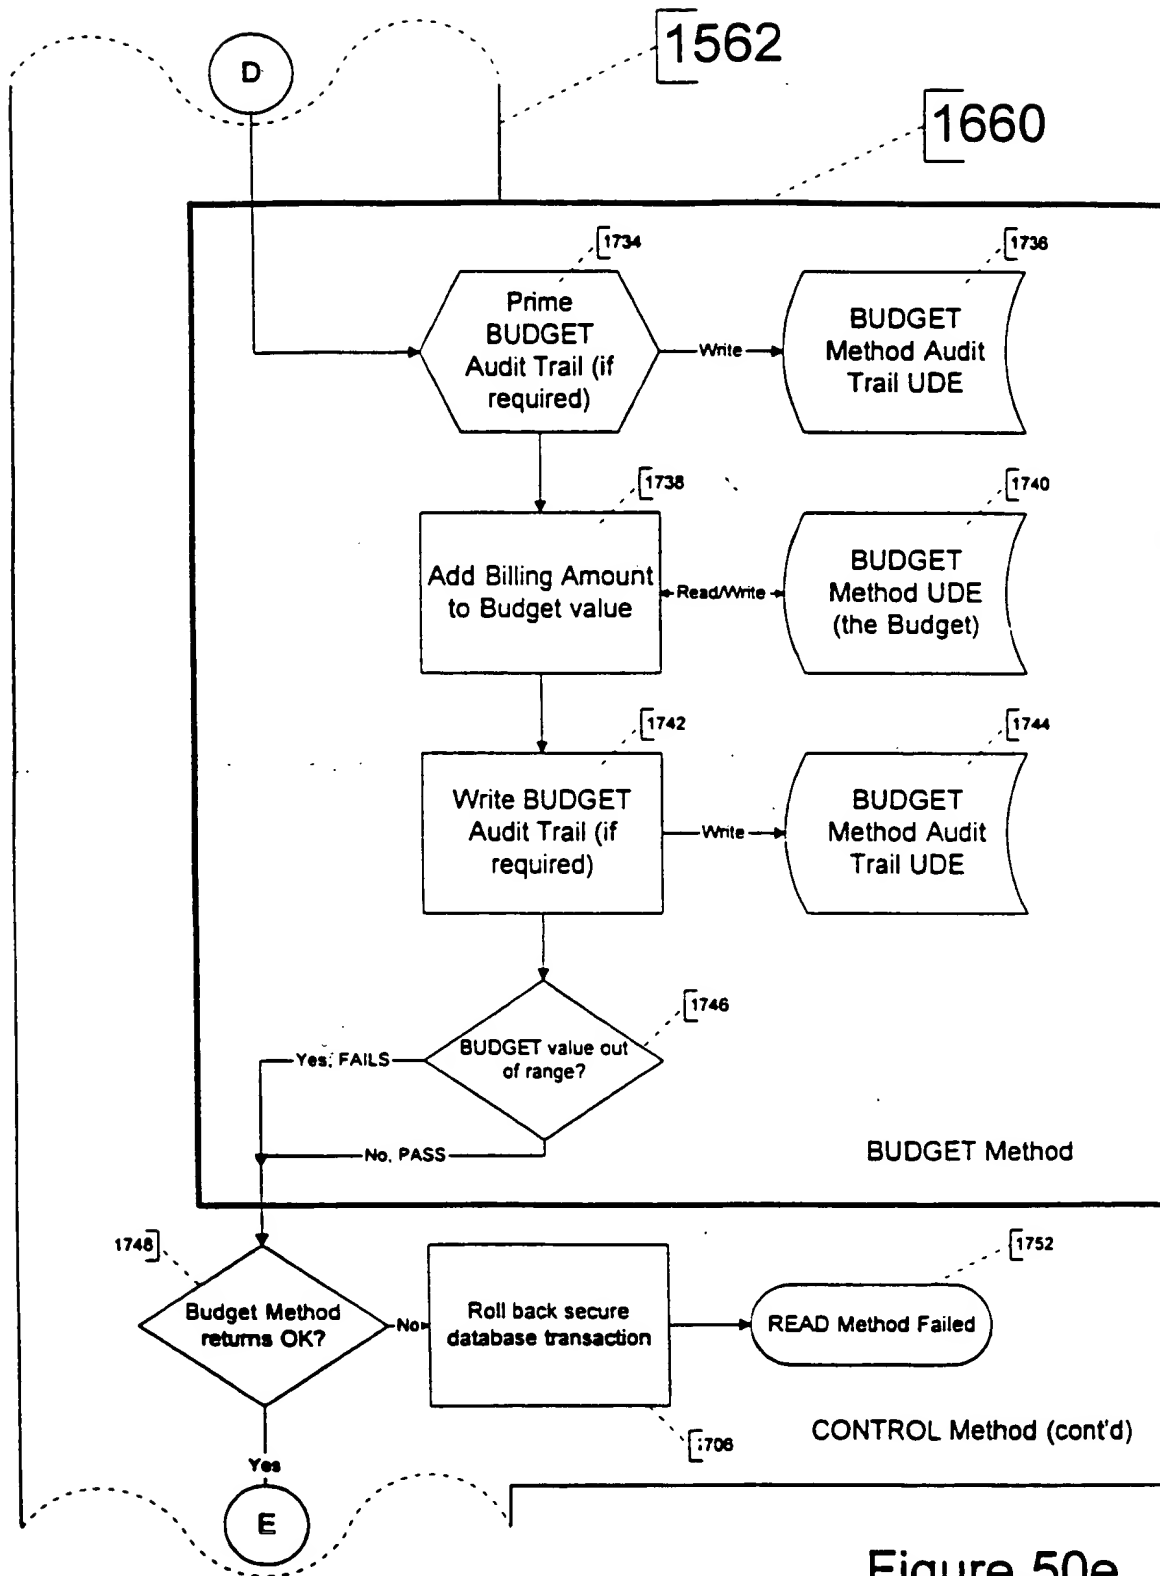 D
1562
1660
1734
Prime
BUDGET
Audit Trail (if
required)
Write
1736
BUDGET
Method Audit
Trail UDE
1738
Add Billing Amount
to Budget value
Read/Write
1740
BUDGET
Method UDE
(the Budget)
1742
Write BUDGET
Audit Trail (if
required)
Write
1744
BUDGET
Method Audit
Trail UDE
1746
BUDGET value out
of range?
Yes, FAILS
No, PASS
BUDGET Method
1748
Budget Method
returns OK?
No
Roll back secure
database transaction
1752
READ Method Failed
CONTROL Method (cont'd)
Yes
E
Figure 50e